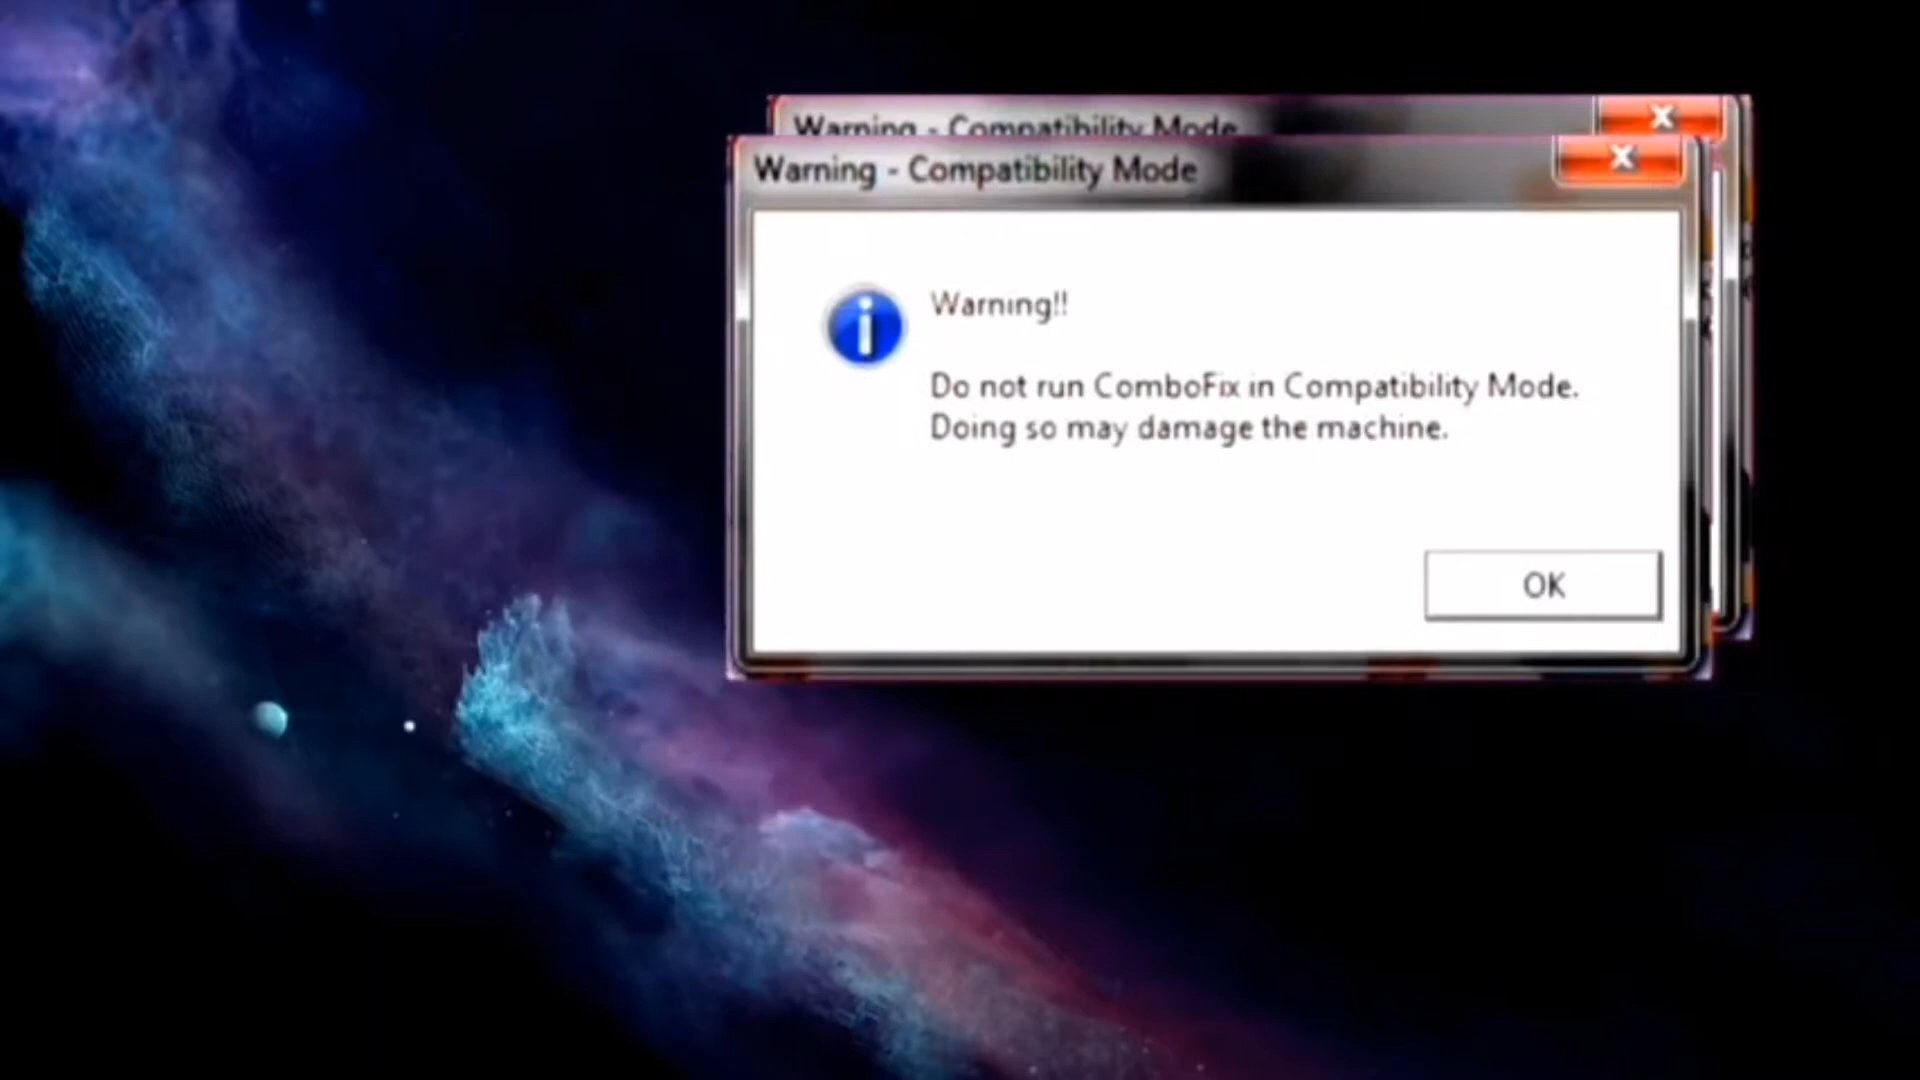 Warning - Compatibility Mode
Warning - Compatibility Mode
Warning!!
Do not run ComboFix in Compatibility Mode.
Doing so may damage the machine.
OK